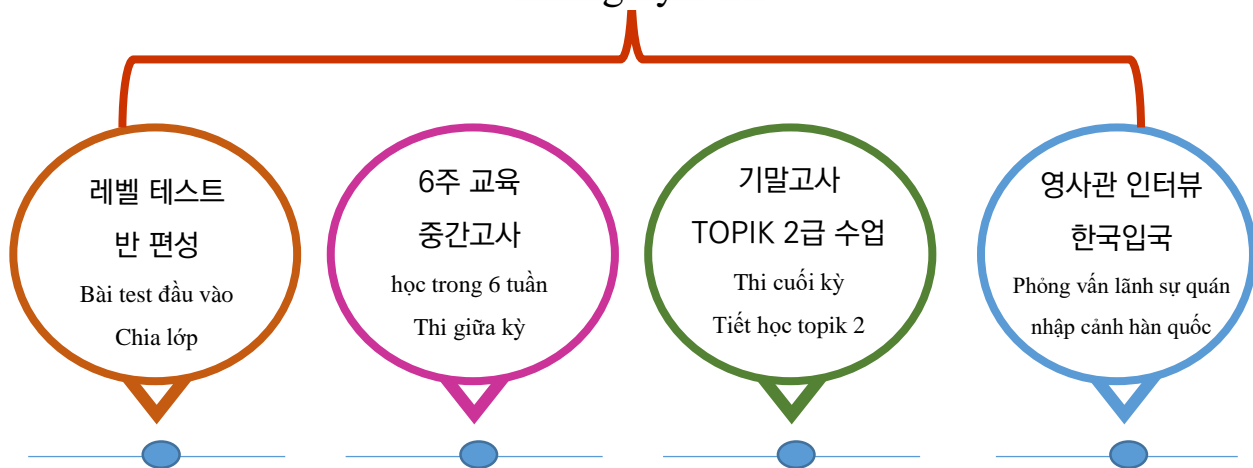 레벨 테스트
반 편성
Bài test đầu vào
Chia lớp
6주 교육
중간고사
học trong 6 tuần
Thi giữa kỳ
기말고사
TOPIK 2급 수업
Thi cuối kỳ
Tiết học topik 2
영사관 인터뷰
한국입국
Phỏng vấn lãnh sự quán
nhập cảnh hàn quốc